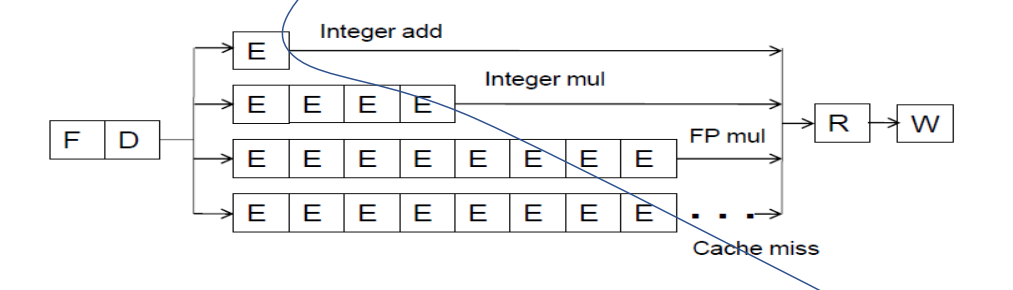 E Integer add
Integer mul
E E E E
F D R W
FP mul
E E E E E E E E
E E E E E E E E . . .
Cache miss